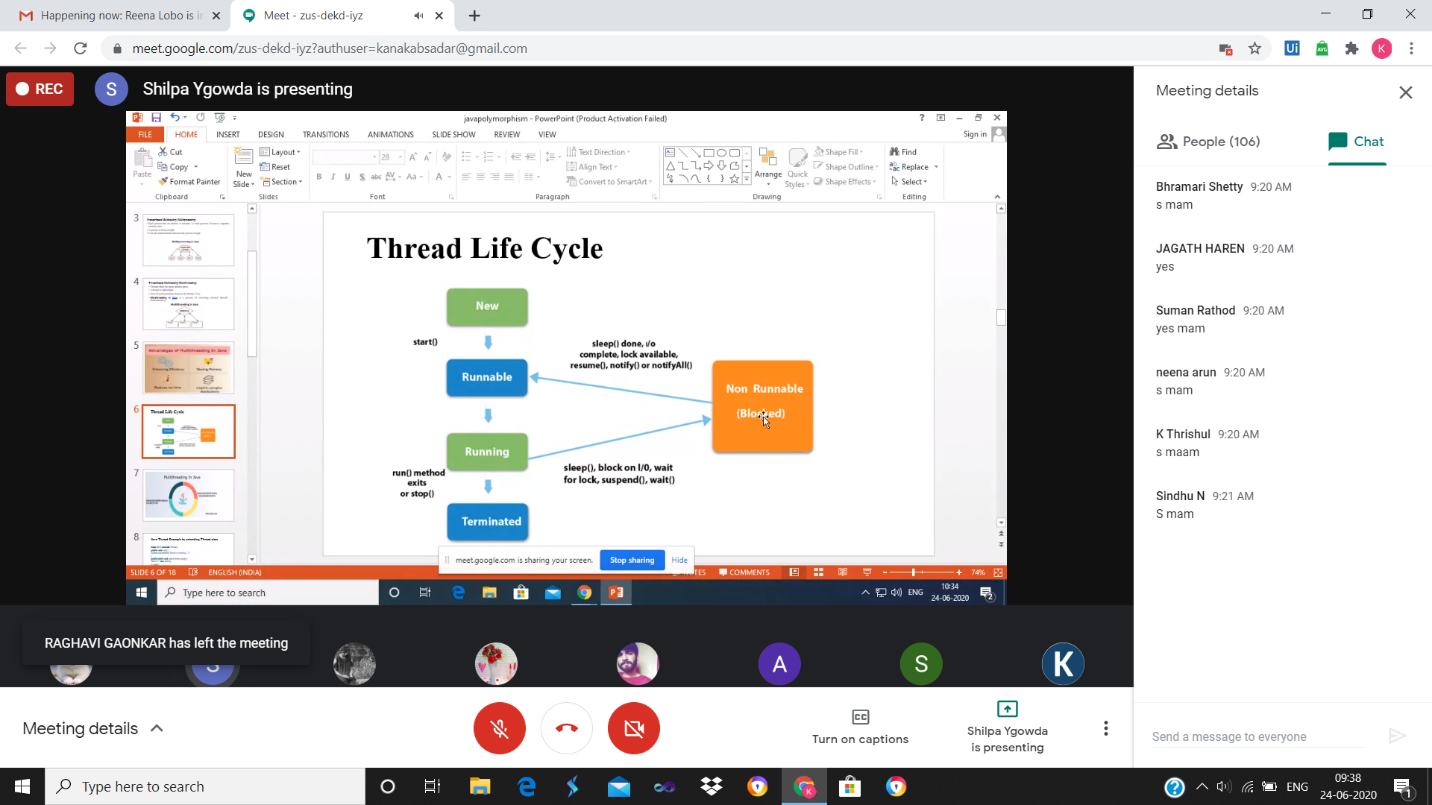 Happening now: Reena Lobo is in
Meet - zus-dekd-iyz
meet.google.com/zus-dekd-iyz?authuser=kanakabsadar@gmail.com
REC
S
Shilpa Ygowda is presenting
javapolymorphism - PowerPoint (Product Activation Failed)
FILE HOME INSERT DESIGN TRANSITIONS ANIMATIONS SLIDE SHOW REVIEW VIEW
Sign in
Paste
Cut
Copy
Format Painter
New Slide
Layout
Reset
Section
28
Text Direction
Align Text
Convert to SmartArt
Arrange
Quick Styles
Shape Fill
Shape Outline
Shape Effects
Find
Replace
Select
Clipboard Slides Font Paragraph Drawing Editing
3
4
5
6
7
8
Thread Life Cycle
New
start()
Runnable
sleep() done, i/o
complete, lock available,
resume(), notify() or notifyAll()
Non Runnable
(Blocked)
Running
sleep(), block on I/0, wait
for lock, suspend(), wait()
run() method
exits
or stop()
Terminated
meet.google.com is sharing your screen. Stop sharing Hide
SLIDE 6 OF 18 ENGLISH (INDIA)
COMMENTS
74%
Type here to search
ENG
10:34
24-06-2020
RAGHAVI GAONKAR has left the meeting
A
S
K
Meeting details
Turn on captions
Shilpa Ygowda
is presenting
Meeting details
People (106)
Chat
Bhramari Shetty 9:20 AM
s mam
JAGATH HAREN 9:20 AM
yes
Suman Rathod 9:20 AM
yes mam
neena arun 9:20 AM
s mam
K Thrishul 9:20 AM
s maam
Sindhu N 9:21 AM
S mam
Send a message to everyone
Type here to search
ENG
09:38
24-06-2020